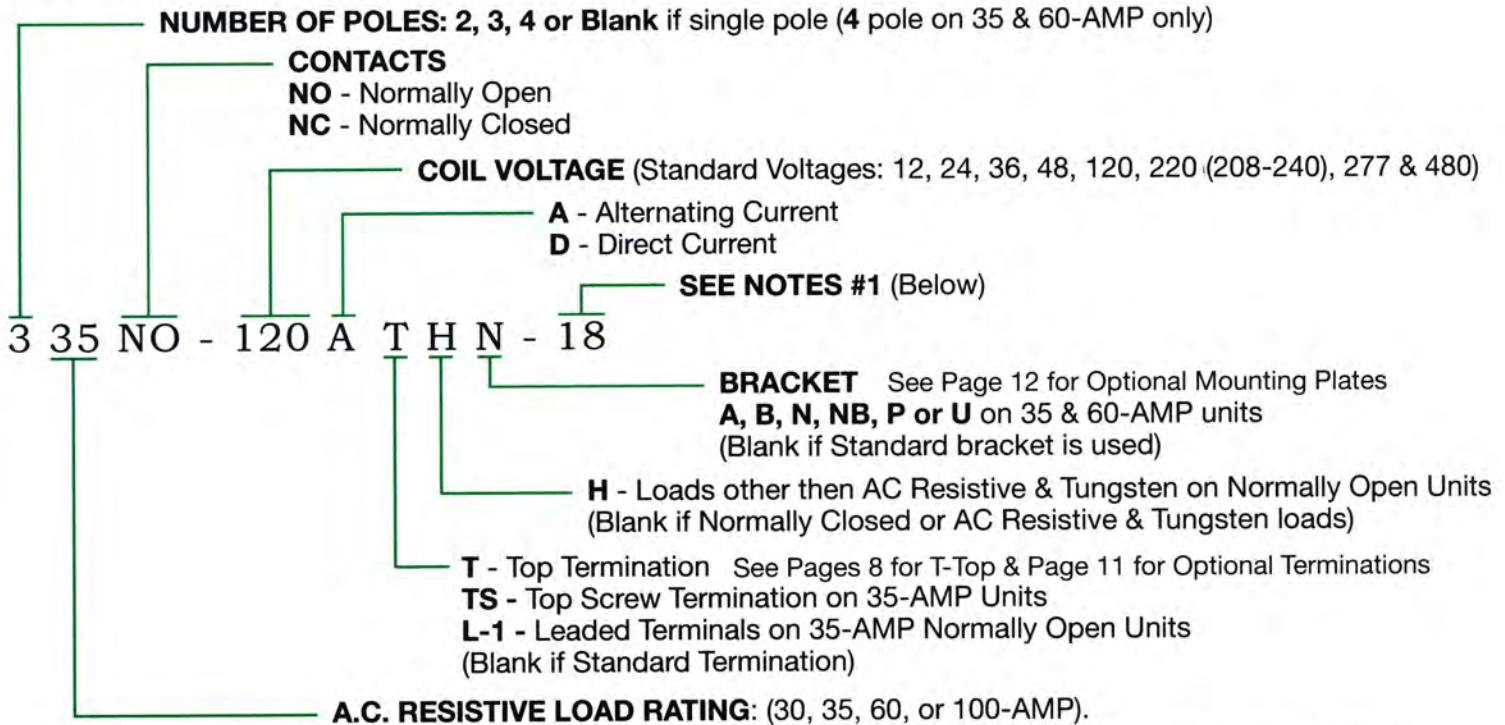 NUMBER OF POLES: 2, 3, 4 or Blank if single pole (4 pole on 35 & 60-AMP only)
CONTACTS
NO - Normally Open
NC - Normally Closed
COIL VOLTAGE (Standard Voltages: 12, 24, 36, 48, 120, 220 (208-240), 277 & 480)
A - Alternating Current
D - Direct Current
SEE NOTES #1 (Below)
3 35 NO - 120 A T H N - 18
BRACKET See Page 12 for Optional Mounting Plates
A, B, N, NB, P or U on 35 & 60-AMP units
(Blank if Standard bracket is used)
H - Loads other then AC Resistive & Tungsten on Normally Open Units
(Blank if Normally Closed or AC Resistive & Tungsten loads)
T - Top Termination See Pages 8 for T-Top & Page 11 for Optional Terminations
TS - Top Screw Termination on 35-AMP Units
L-1 - Leaded Terminals on 35-AMP Normally Open Units
(Blank if Standard Termination)
A.C. RESISTIVE LOAD RATING: (30, 35, 60, or 100-AMP).